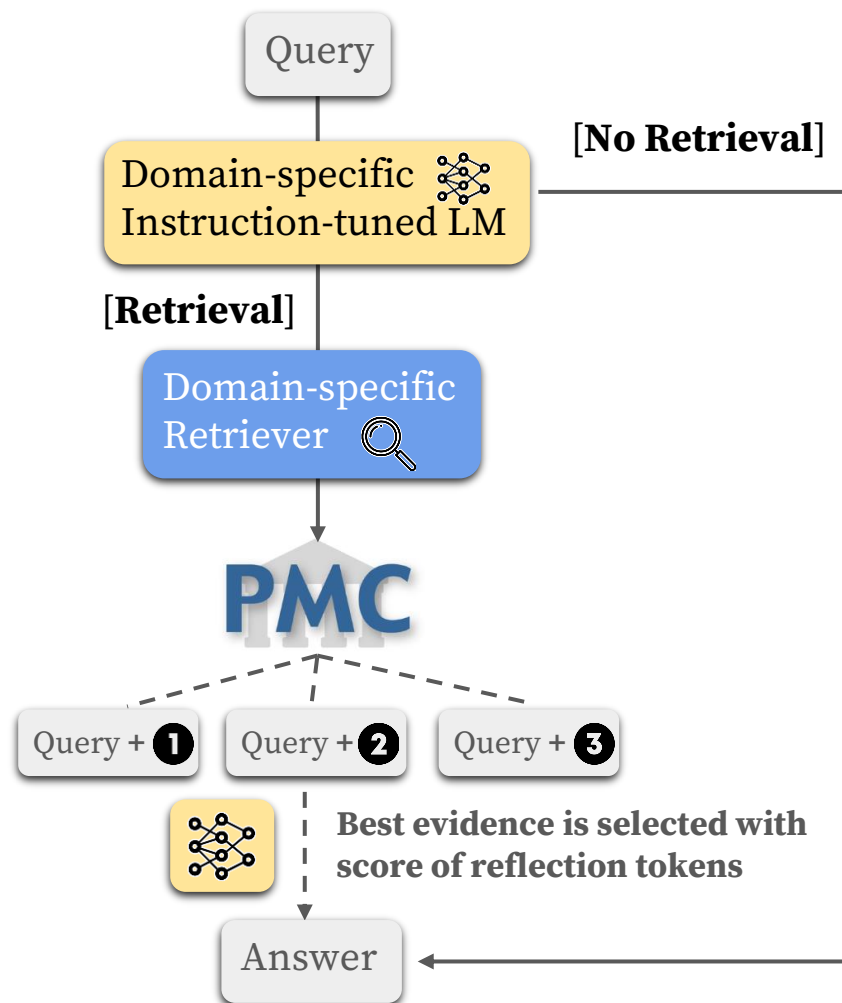 Query
[No Retrieval]
Domain-specific
Instruction-tuned LM
[Retrieval]
Domain-specific
Retriever
PMC
Query + 1
Query + 2
Query + 3
Best evidence is selected with
score of reflection tokens
Answer